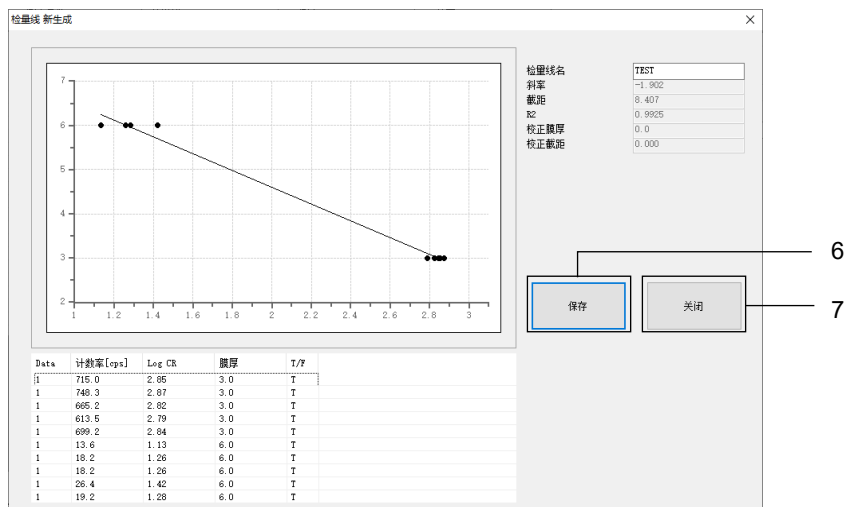 检量线 新生成
检量线名 TEST
斜率 -1.902
截距 8.407
R2 0.9925
校正膜厚 0.0
校正截距 0.000
7
6
5
4
3
2
1 1.2 1.4 1.6 1.8 2 2.2 2.4 2.6 2.8 3
保存
关闭
6
7
Data 计数率[cps] Log CR 膜厚 T/F
1 715.0 2.85 3.0 T
1 748.3 2.87 3.0 T
1 665.2 2.82 3.0 T
1 613.5 2.79 3.0 T
1 699.2 2.84 3.0 T
1 13.6 1.13 6.0 T
1 18.2 1.26 6.0 T
1 18.2 1.26 6.0 T
1 26.4 1.42 6.0 T
1 19.2 1.28 6.0 T